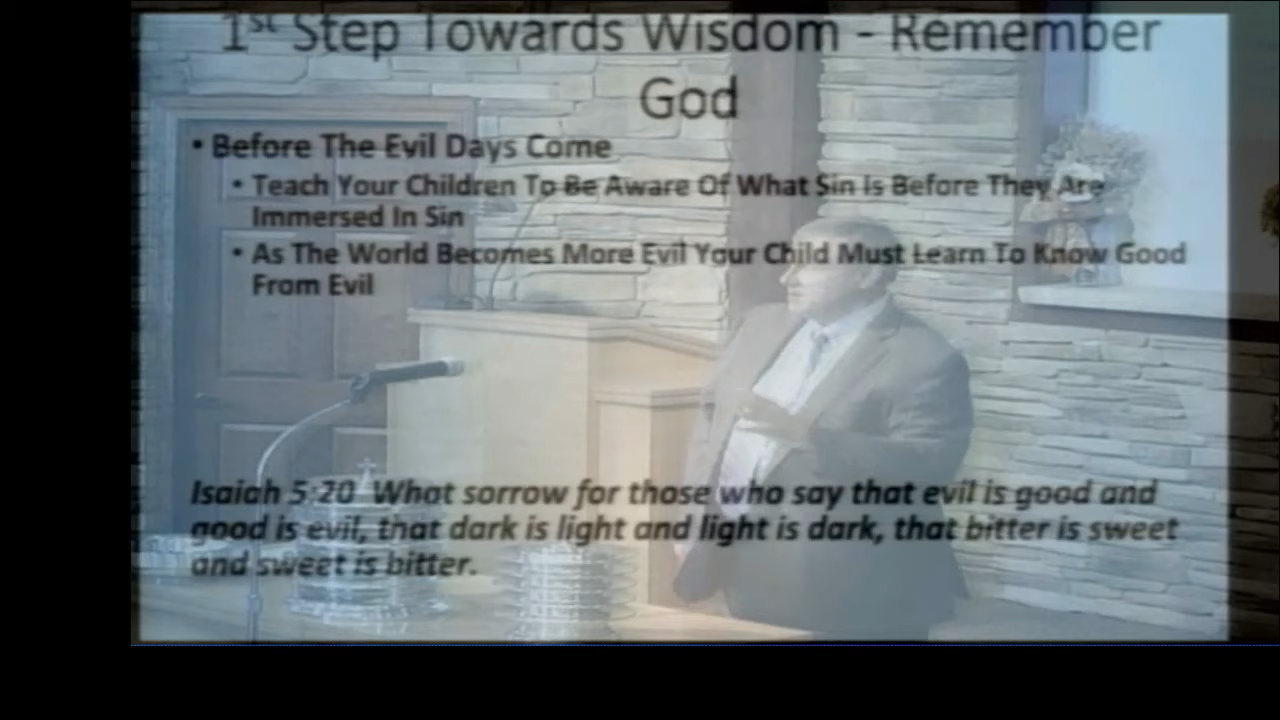 1st Step Towards Wisdom - Remember
God
• Before The Evil Days Come
• Teach Your Children To Be Aware Of What Sin Is Before They Are
Immersed In Sin
• As The World Becomes More Evil Your Child Must Learn To Know Good
From Evil
Isaiah 5:20 What sorrow for those who say that evil is good and
good is evil, that dark is light and light is dark, that bitter is sweet
and sweet is bitter.